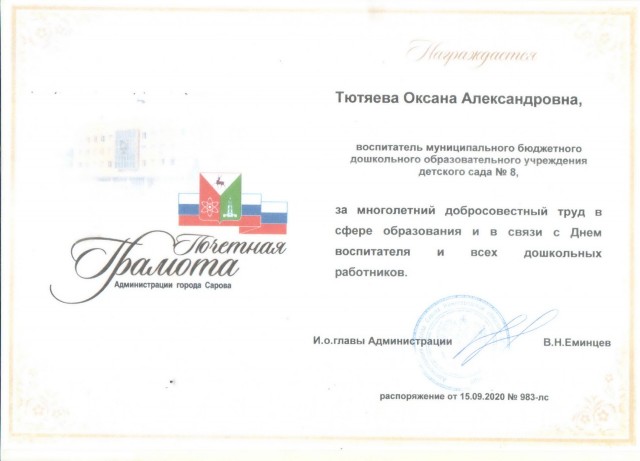 Почетная
Грамота
Администрации города Сарова
Награждается
Тютяева Оксана Александровна,
воспитатель муниципального бюджетного
дошкольного образовательного учреждения
детского сада № 8,
за многолетний добросовестный труд в
сфере образования и в связи с Днем
воспитателя и всех дошкольных
работников.
И.о.главы Администрации В.Н.Еминцев
распоряжение от 15.09.2020 № 983-лс